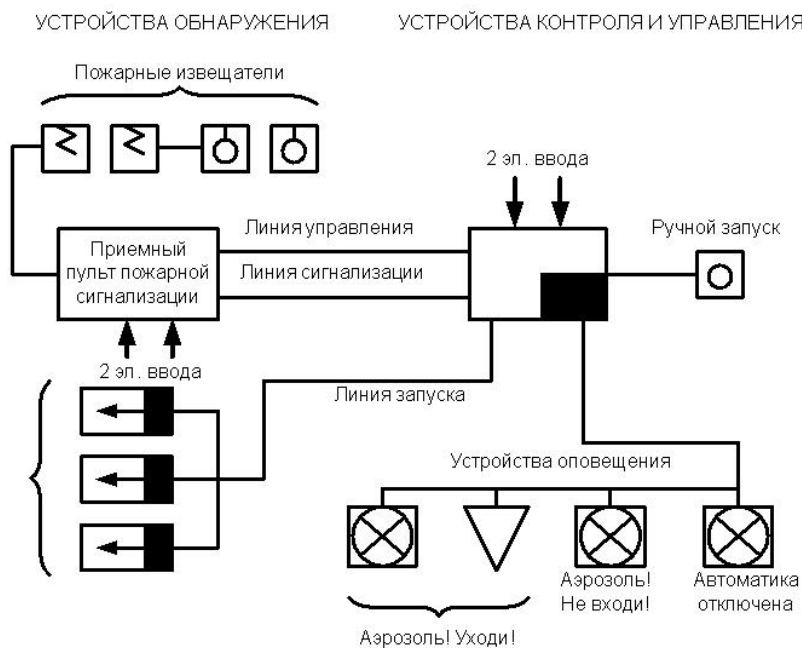 УСТРОЙСТВА ОБНАРУЖЕНИЯ
УСТРОЙСТВА КОНТРОЛЯ И УПРАВЛЕНИЯ
Пожарные извещатели
2 эл. ввода
Линия управления
Ручной запуск
Приемный
пульт пожарной
сигнализации
Линия сигнализации
2 эл. ввода
Линия запуска
Устройства оповещения
Аэрозоль!
Не входи!
Автоматика
отключена
Аэрозоль! Уходи!